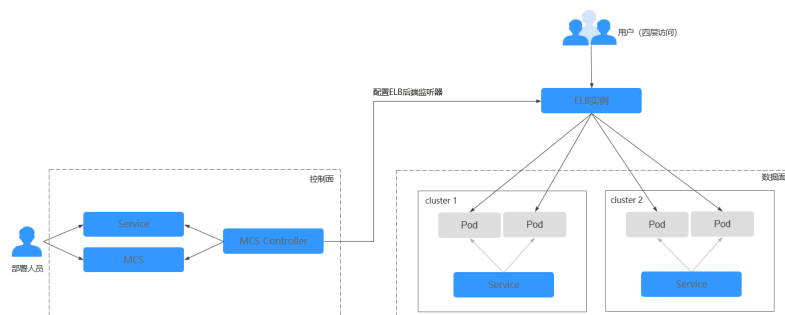 用户（四层访问）
配置ELB后端监听器
ELB实例
控制面
数据面
cluster 1
cluster 2
Service
Pod
Pod
Pod
Pod
MCS Controller
MCS
部署人员
Service
Service